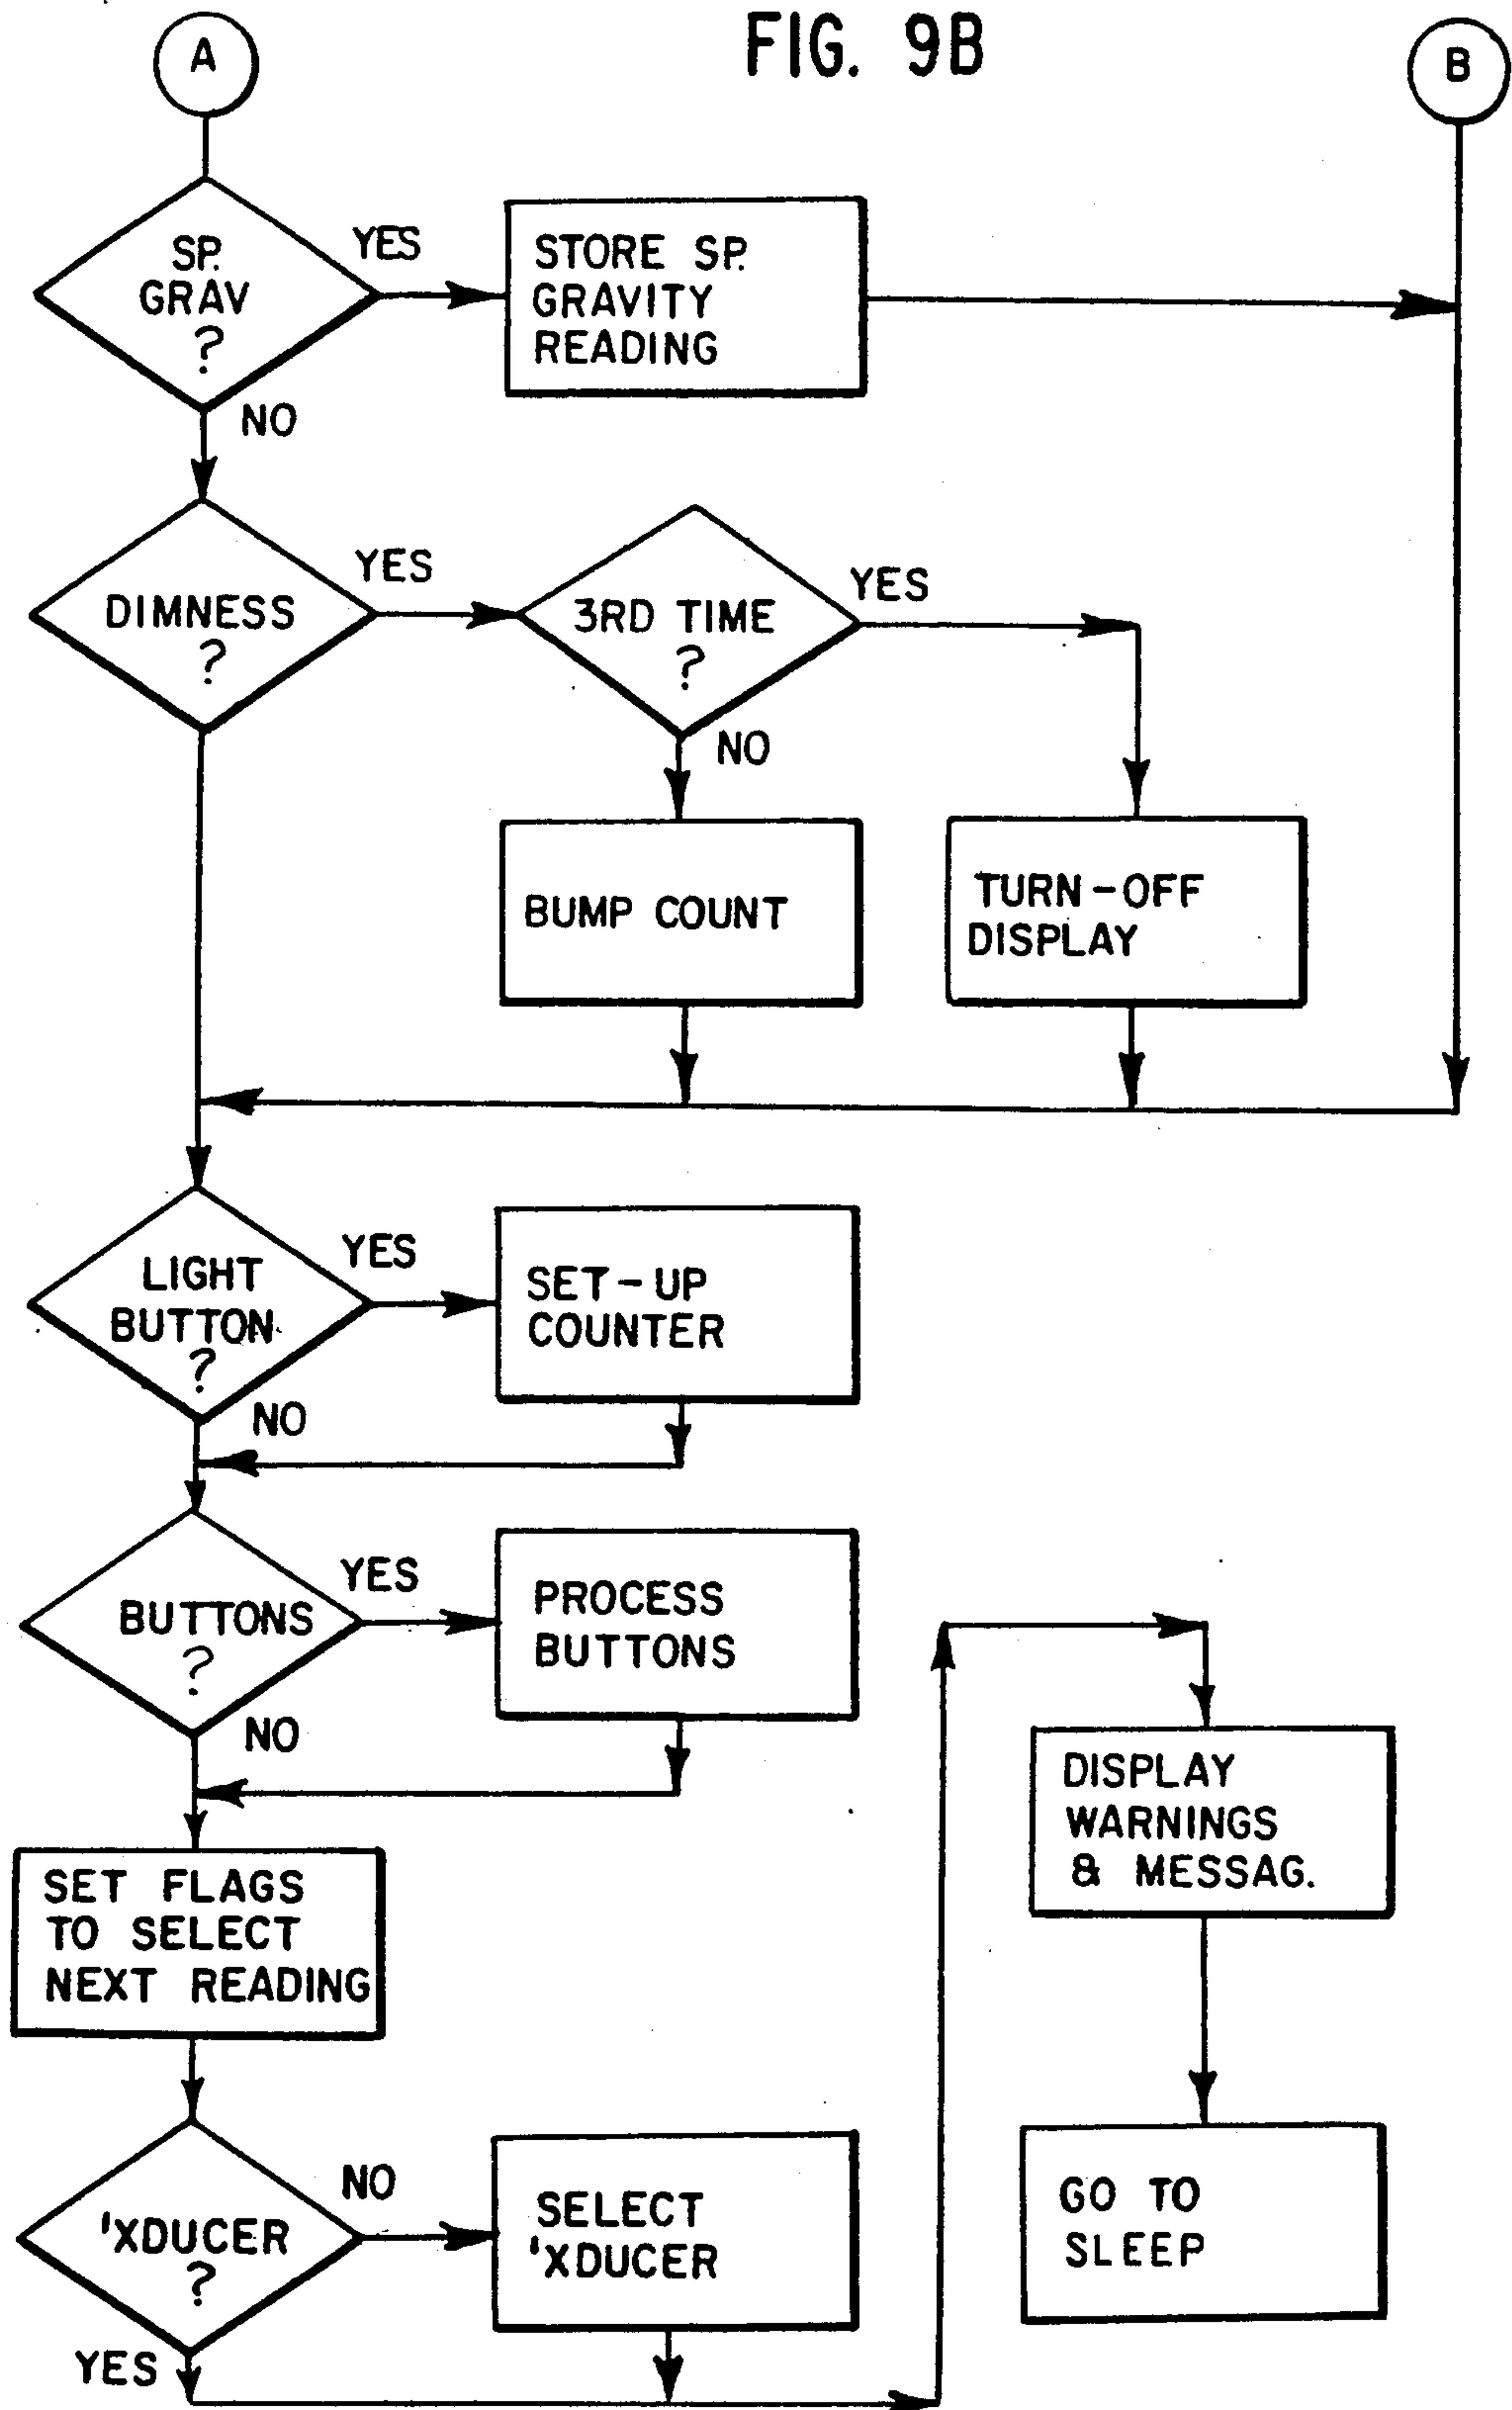 FIG. 9B
A
B
SP.
GRAV
?
YES
NO
STORE SP.
GRAVITY
READING
DIMNESS
?
YES
3RD TIME
?
YES
NO
BUMP COUNT
TURN-OFF
DISPLAY
LIGHT
BUTTON
?
YES
NO
SET-UP
COUNTER
BUTTONS
?
YES
NO
PROCESS
BUTTONS
SET FLAGS
TO SELECT
NEXT READING
'XDUCER
?
NO
YES
SELECT
'XDUCER
DISPLAY
WARNINGS
& MESSAG.
GO TO
SLEEP